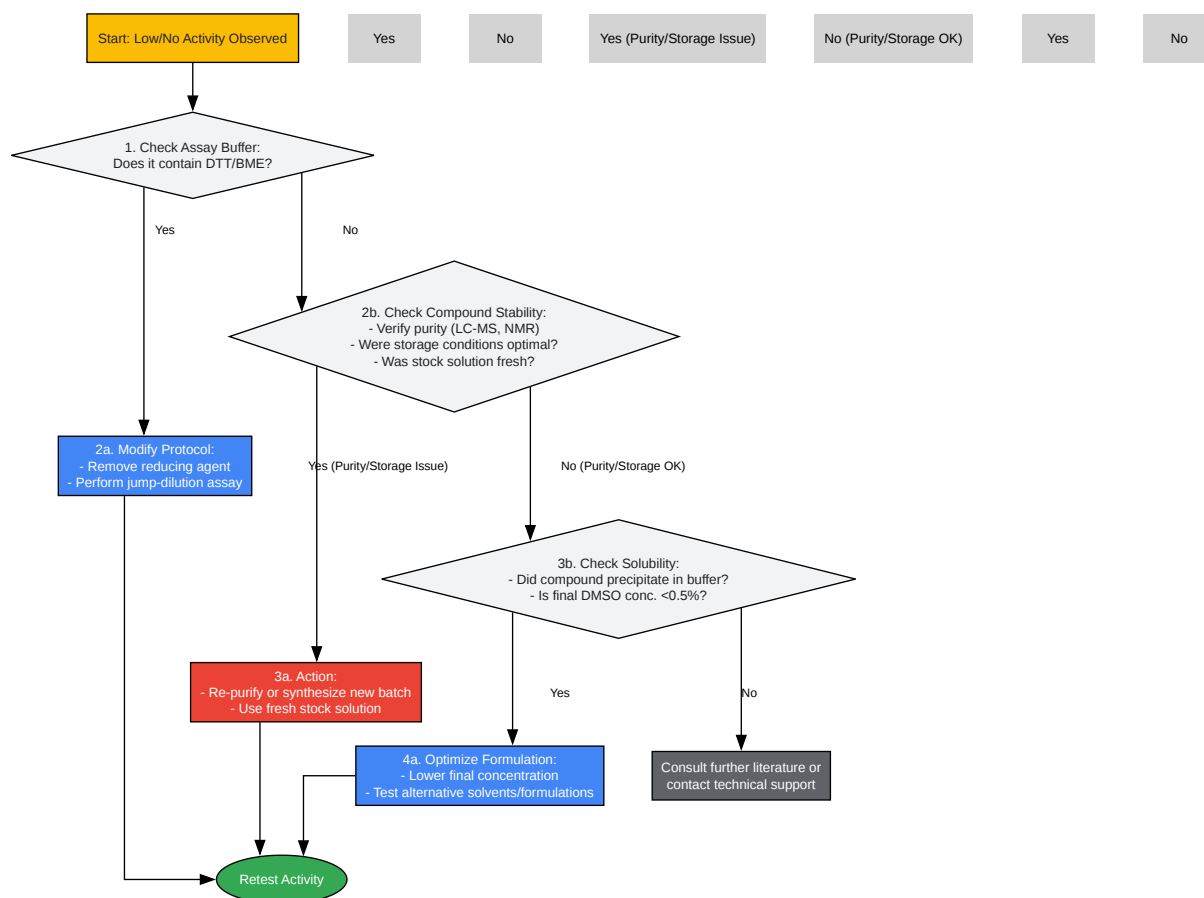 Start: Low/No Activity Observed
Yes
No
Yes (Purity/Storage Issue)
No (Purity/Storage OK)
Yes
No
1. Check Assay Buffer:
Does it contain DTT/BME?
Yes
No
2b. Check Compound Stability:
- Verify purity (LC-MS, NMR)
- Were storage conditions optimal?
- Was stock solution fresh?
2a. Modify Protocol:
- Remove reducing agent
- Perform jump-dilution assay
Yes (Purity/Storage Issue)
No (Purity/Storage OK)
3b. Check Solubility:
- Did compound precipitate in buffer?
- Is final DMSO conc. <0.5%?
3a. Action:
- Re-purify or synthesize new batch
- Use fresh stock solution
Yes
No
4a. Optimize Formulation:
- Lower final concentration
- Test alternative solvents/formulations
Consult further literature or
contact technical support
Retest Activity